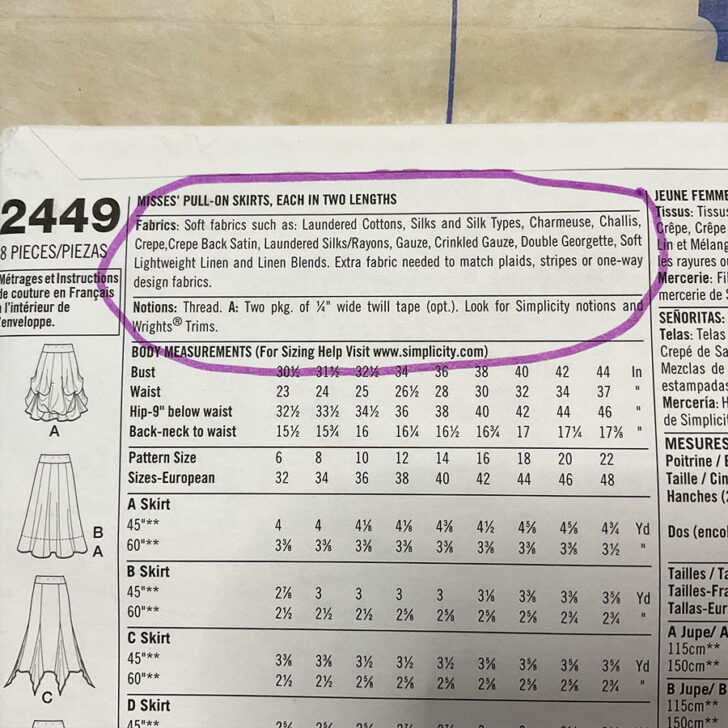 2449
8 PIECES/PIEZAS
Métrages et Instructions
de couture en Français
à l'intérieur de
l'enveloppe.
A
B
A
C
MISSES' PULL-ON SKIRTS, EACH IN TWO LENGTHS
Fabrics: Soft fabrics such as: Laundered Cottons, Silks and Silk Types, Charmeuse, Challis,
Crepe,Crepe Back Satin, Laundered Silks/Rayons, Gauze, Crinkled Gauze, Double Georgette, Soft
Lightweight Linen and Linen Blends. Extra fabric needed to match plaids, stripes or one-way
design fabrics.
Notions: Thread. A: Two pkg. of ¼" wide twill tape (opt.). Look for Simplicity notions and
Wrights® Trims.
BODY MEASUREMENTS (For Sizing Help Visit www.simplicity.com)
Bust 30½ 31½ 32½ 34 36 38 40 42 44 In
Waist 23 24 25 26½ 28 30 32 34 37 "
Hip-9" below waist 32½ 33½ 34½ 36 38 40 42 44 46 "
Back-neck to waist 15½ 15¾ 16 16¼ 16½ 16¾ 17 17¼ 17⅜ "
Pattern Size 6 8 10 12 14 16 18 20 22
Sizes-European 32 34 36 38 40 42 44 46 48
A Skirt
45"** 4 4 4⅛ 4⅛ 4⅜ 4½ 4⅝ 4⅝ 4¾ Yd
60"** 3⅜ 3⅜ 3⅜ 3⅜ 3⅜ 3⅜ 3⅜ 3⅜ 3½ "
B Skirt
45"** 2⅞ 3 3 3 3 3⅛ 3⅜ 3⅜ 3⅝ Yd
60"** 2½ 2½ 2½ 2⅝ 2⅝ 2⅝ 2⅝ 2¾ 2¾ "
C Skirt
45"** 3⅜ 3⅜ 3½ 3½ 3½ 3⅝ 3⅝ 3⅝ 3⅝ Yd
60"** 2½ 2½ 2⅝ 2⅝ 2⅝ 2⅝ 2⅝ 2⅝ 2¾ "
D Skirt
45"**
JEUNE FEMME
Tissus: Tissus
Crêpe, Crêpe
Lin et Mélang
les rayures ou
Mercerie: Fil
mercerie de S
SEÑORITAS:
Telas: Telas
Crepé de Sa
Mezclas de
estampadas
Mercería: H
de Simplici
MESURES
Poitrine / B
Taille / Cin
Hanches (2
Dos (encol
Tailles / Ta
Tailles-Fra
Tallas-Eur
A Jupe/ A
115cm**
150cm**
B Jupe/ B
115cm**
150cm**